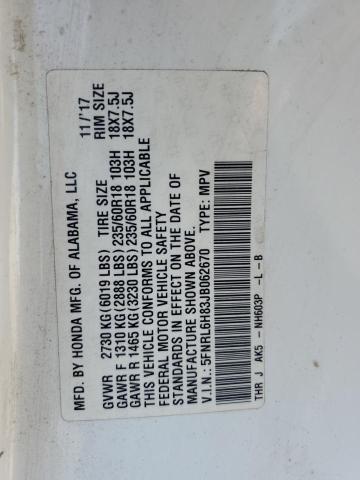 MFD. BY HONDA MFG. OF ALABAMA, LLC 11/'17
GVWR 2730 KG(6019 LBS) TIRE SIZE RIM SIZE
GAWR F 1310 KG(2888 LBS)235/60R18 103H 18X7.5J
GAWR R 1465 KG(3230 LBS)235/60R18 103H 18X7.5J
THIS VEHICLE CONFORMS TO ALL APPLICABLE
FEDERAL MOTOR VEHICLE SAFETY
STANDARDS IN EFFECT ON THE DATE OF
MANUFACTURE SHOWN ABOVE.
V.I.N.: 5FNRL6H83JB062670 TYPE: MPV
THR J AK5 - NH603P -L-B